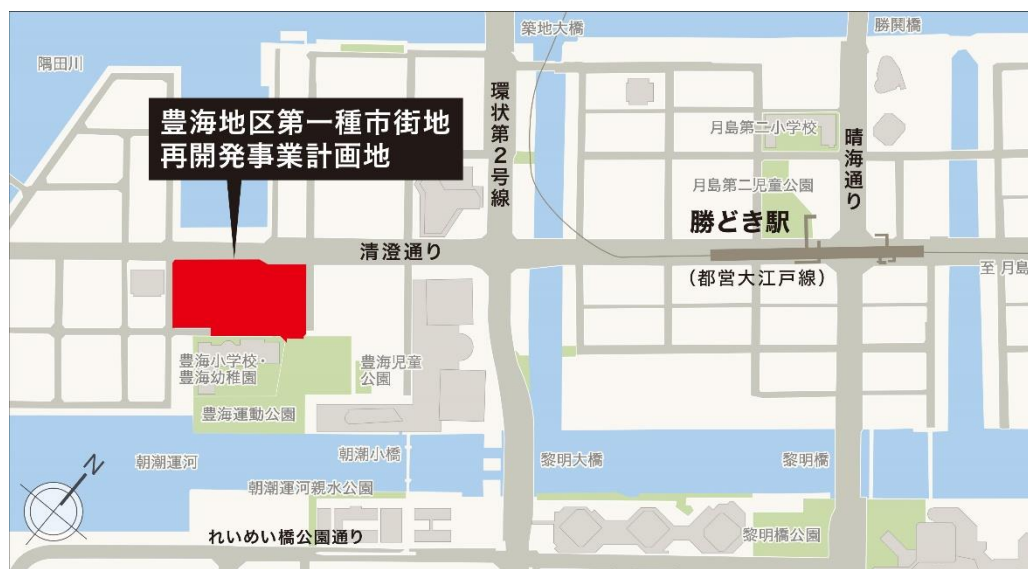 築地大橋
勝鬨橋
隅田川
環状第2号線
豊海地区第一種市街地
再開発事業計画地
月島第二小学校
晴海通り
月島第二児童公園
勝どき駅
清澄通り
(都営大江戸線)
至 月島
豊海小学校・
豊海幼稚園
豊海児童
公園
豊海運動公園
朝潮運河
朝潮小橋
黎明大橋
黎明橋
N
朝潮運河親水公園
れいめい橋公園通り
黎明橋公園